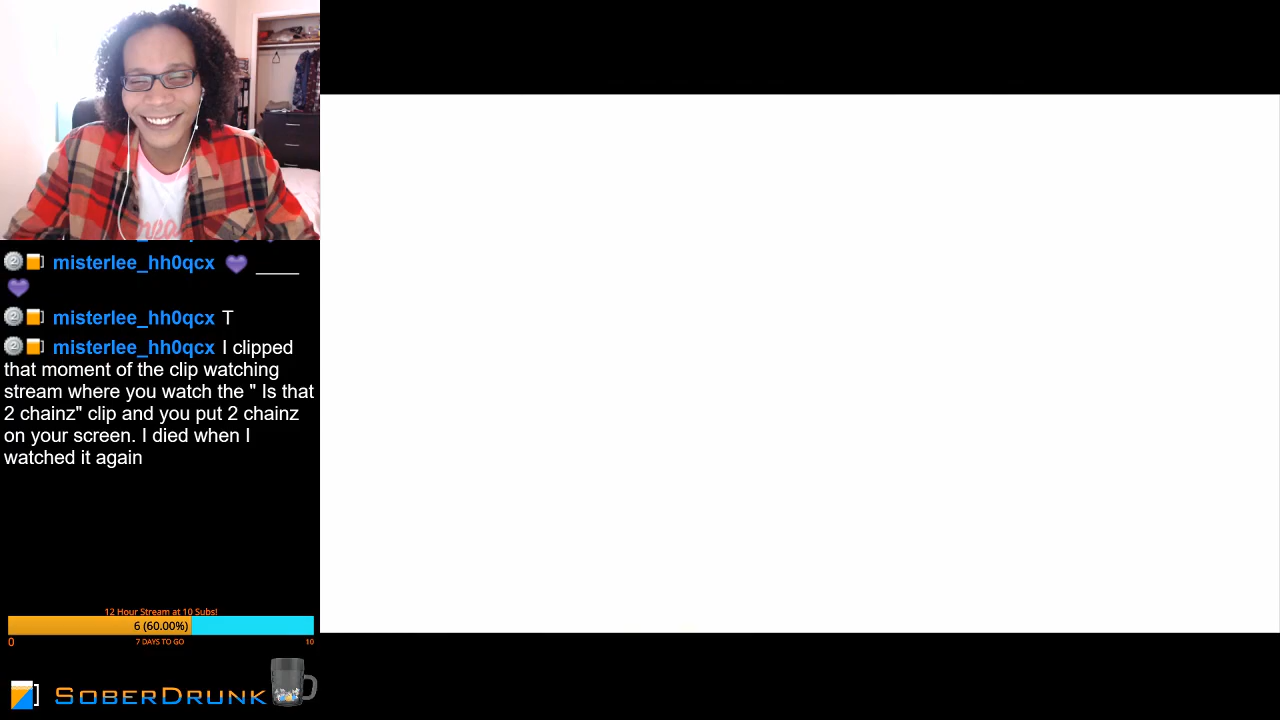 misterlee_hh0qcx 💜 ____
💜
misterlee_hh0qcx T
misterlee_hh0qcx I clipped
that moment of the clip watching
stream where you watch the " Is that
2 chainz" clip and you put 2 chainz
on your screen. I died when I
watched it again
12 Hour Stream at 10 Subs!
6 (60.00%)
0 7 DAYS TO GO 10
SOBERDRUNK